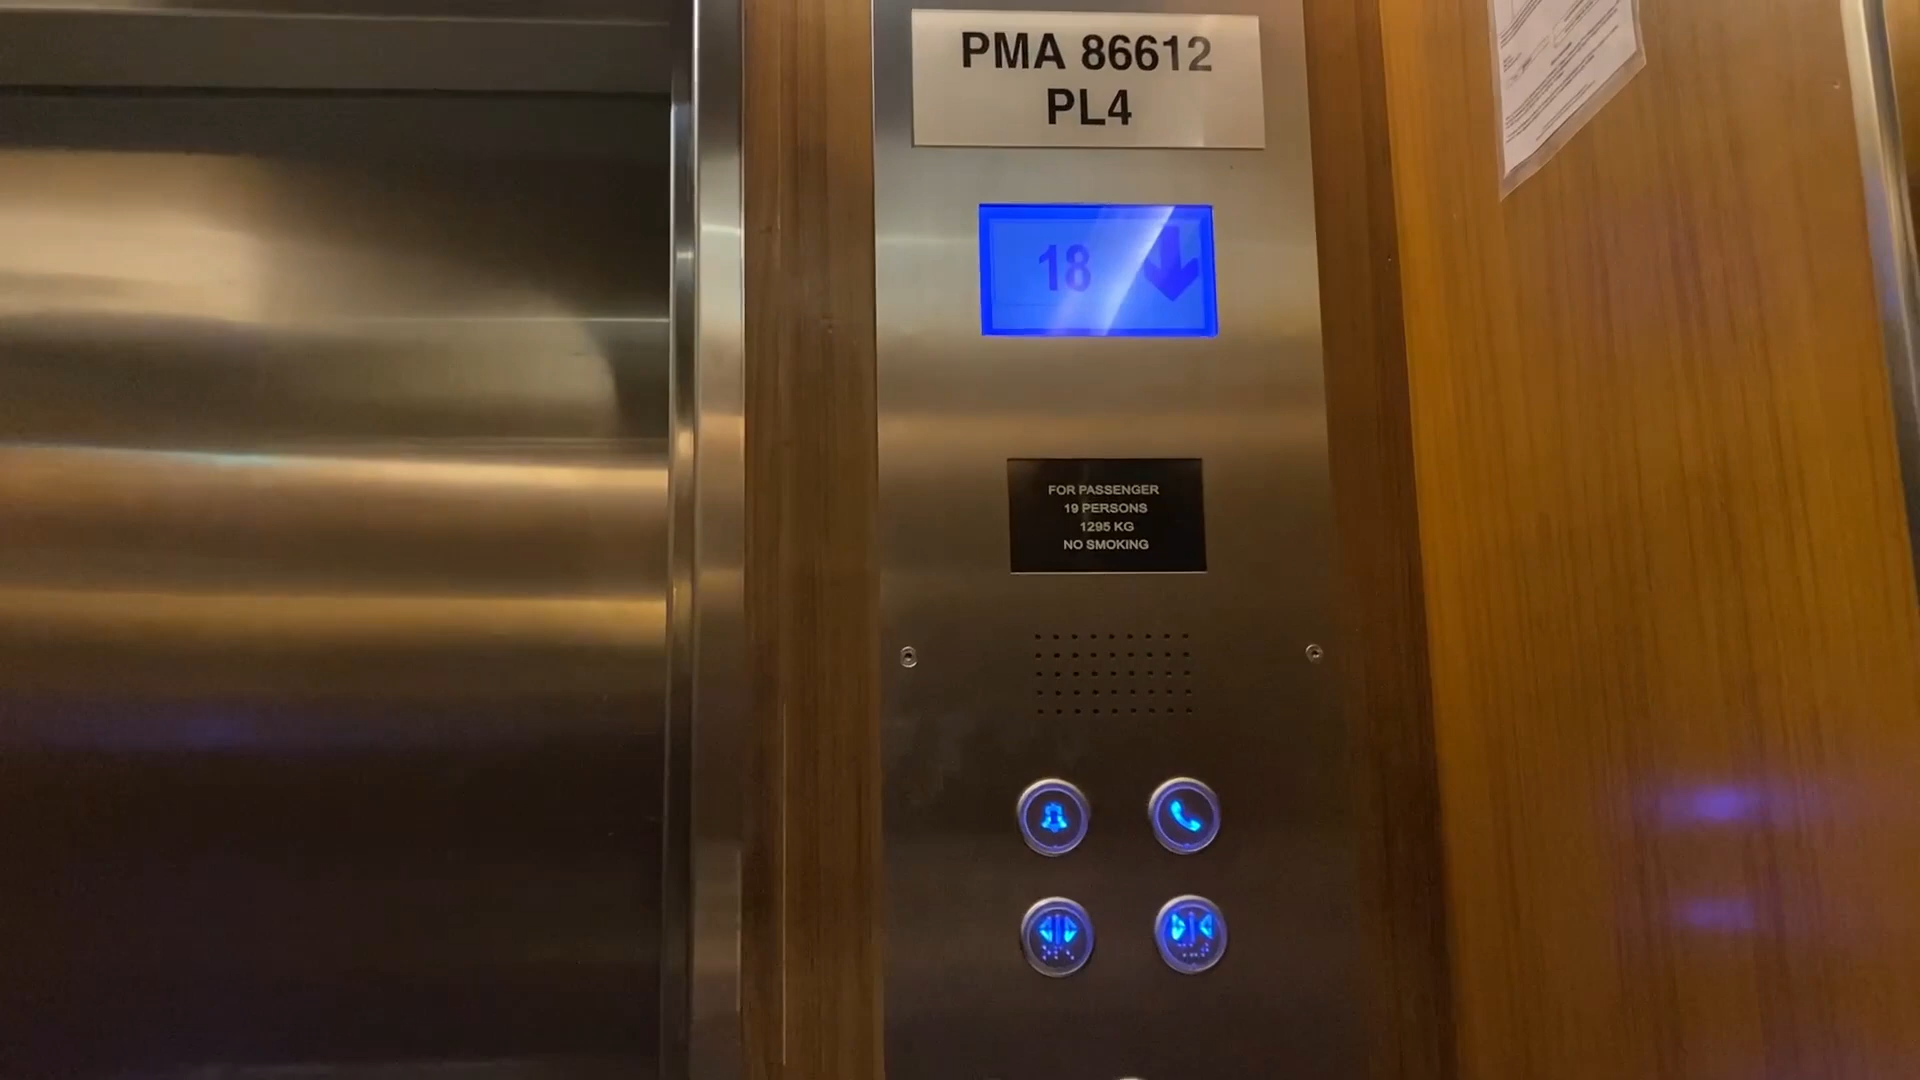 PMA 86612
PL4
18
FOR PASSENGER
19 PERSONS
1295 KG
NO SMOKING